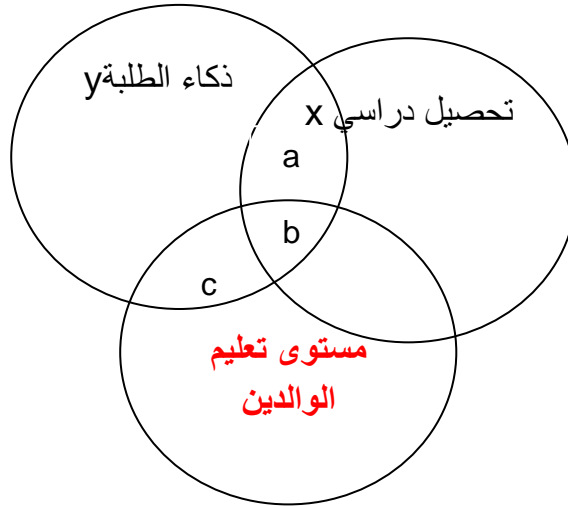 ذكاء الطلبةy
تحصيل دراسي x
a
b
c
مستوى تعليم
الوالدين